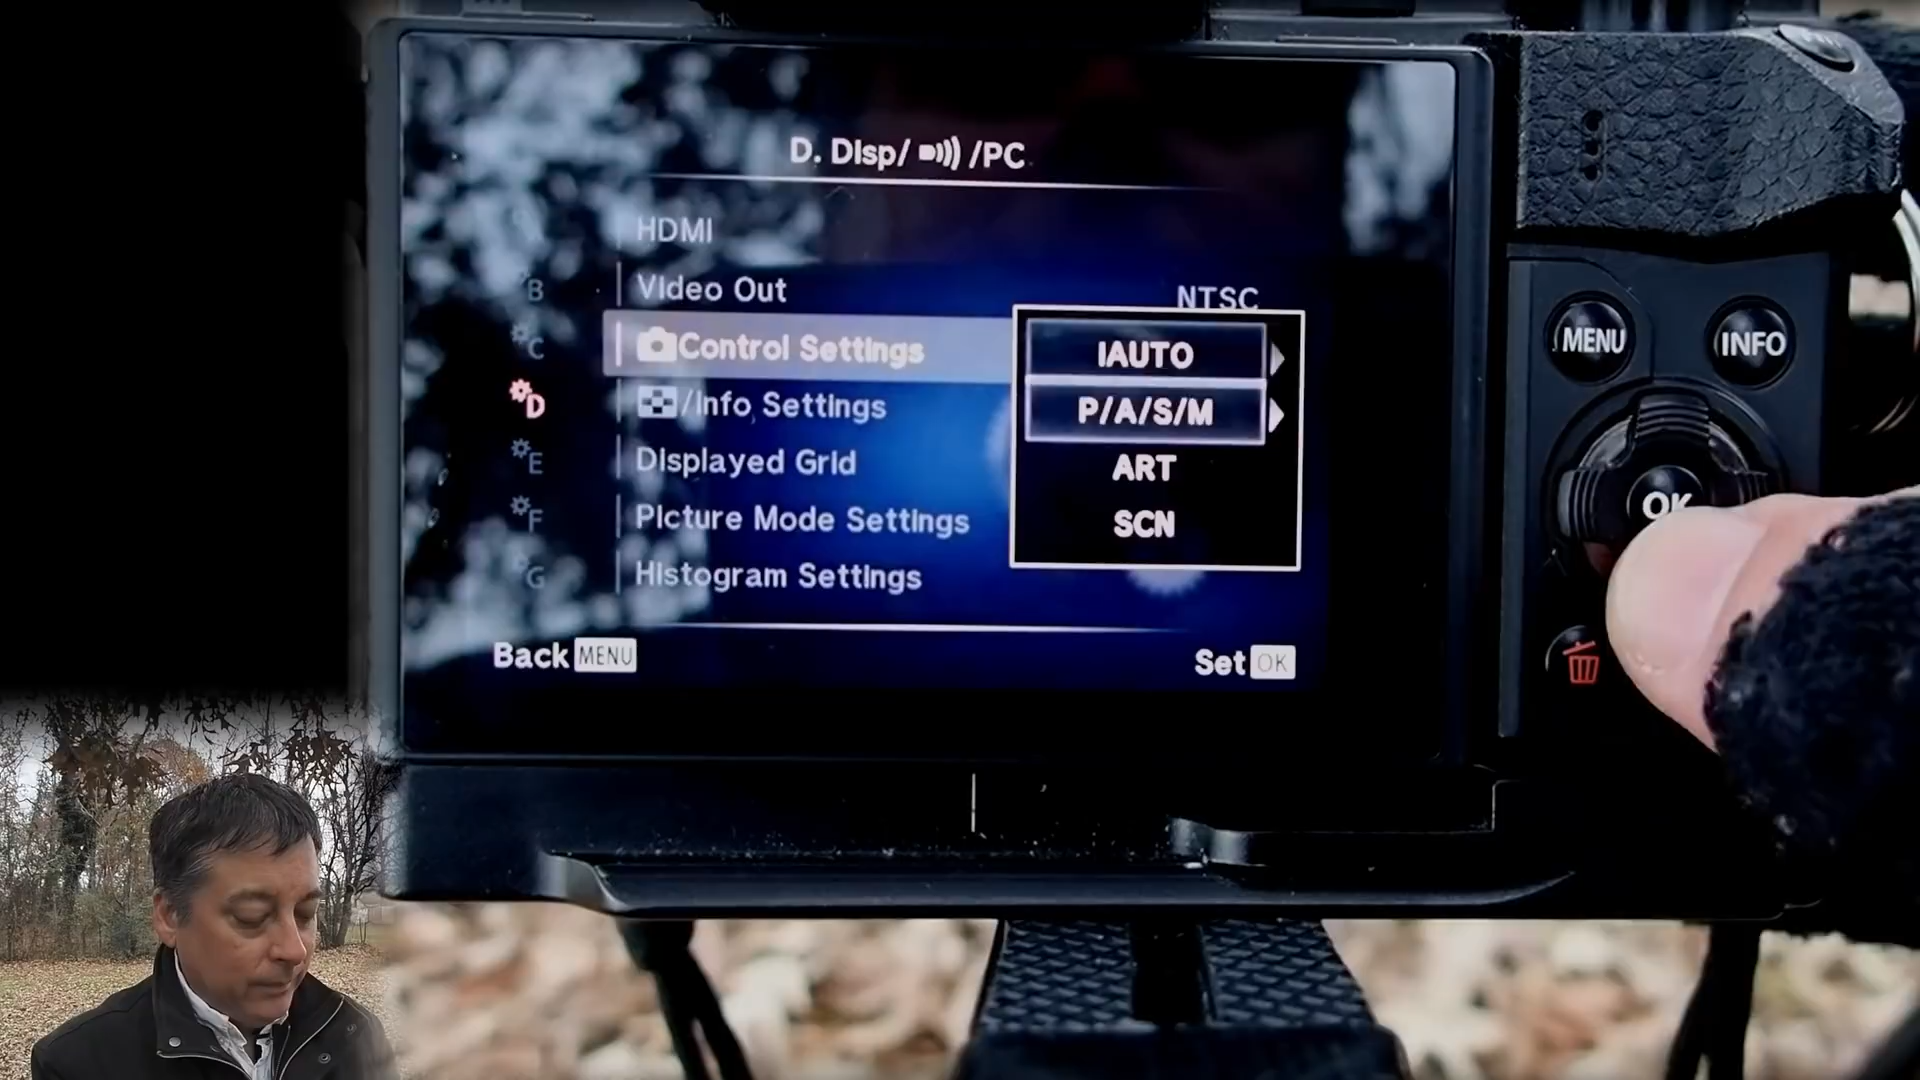 D. Disp/ /PC
HDMI
Video Out NTSC
Control Settings
/Info Settings
Displayed Grid
Picture Mode Settings
Histogram Settings
B
C
D
E
F
G
IAUTO
P/A/S/M
ART
SCN
Back MENU
Set OK
MENU
INFO
OK